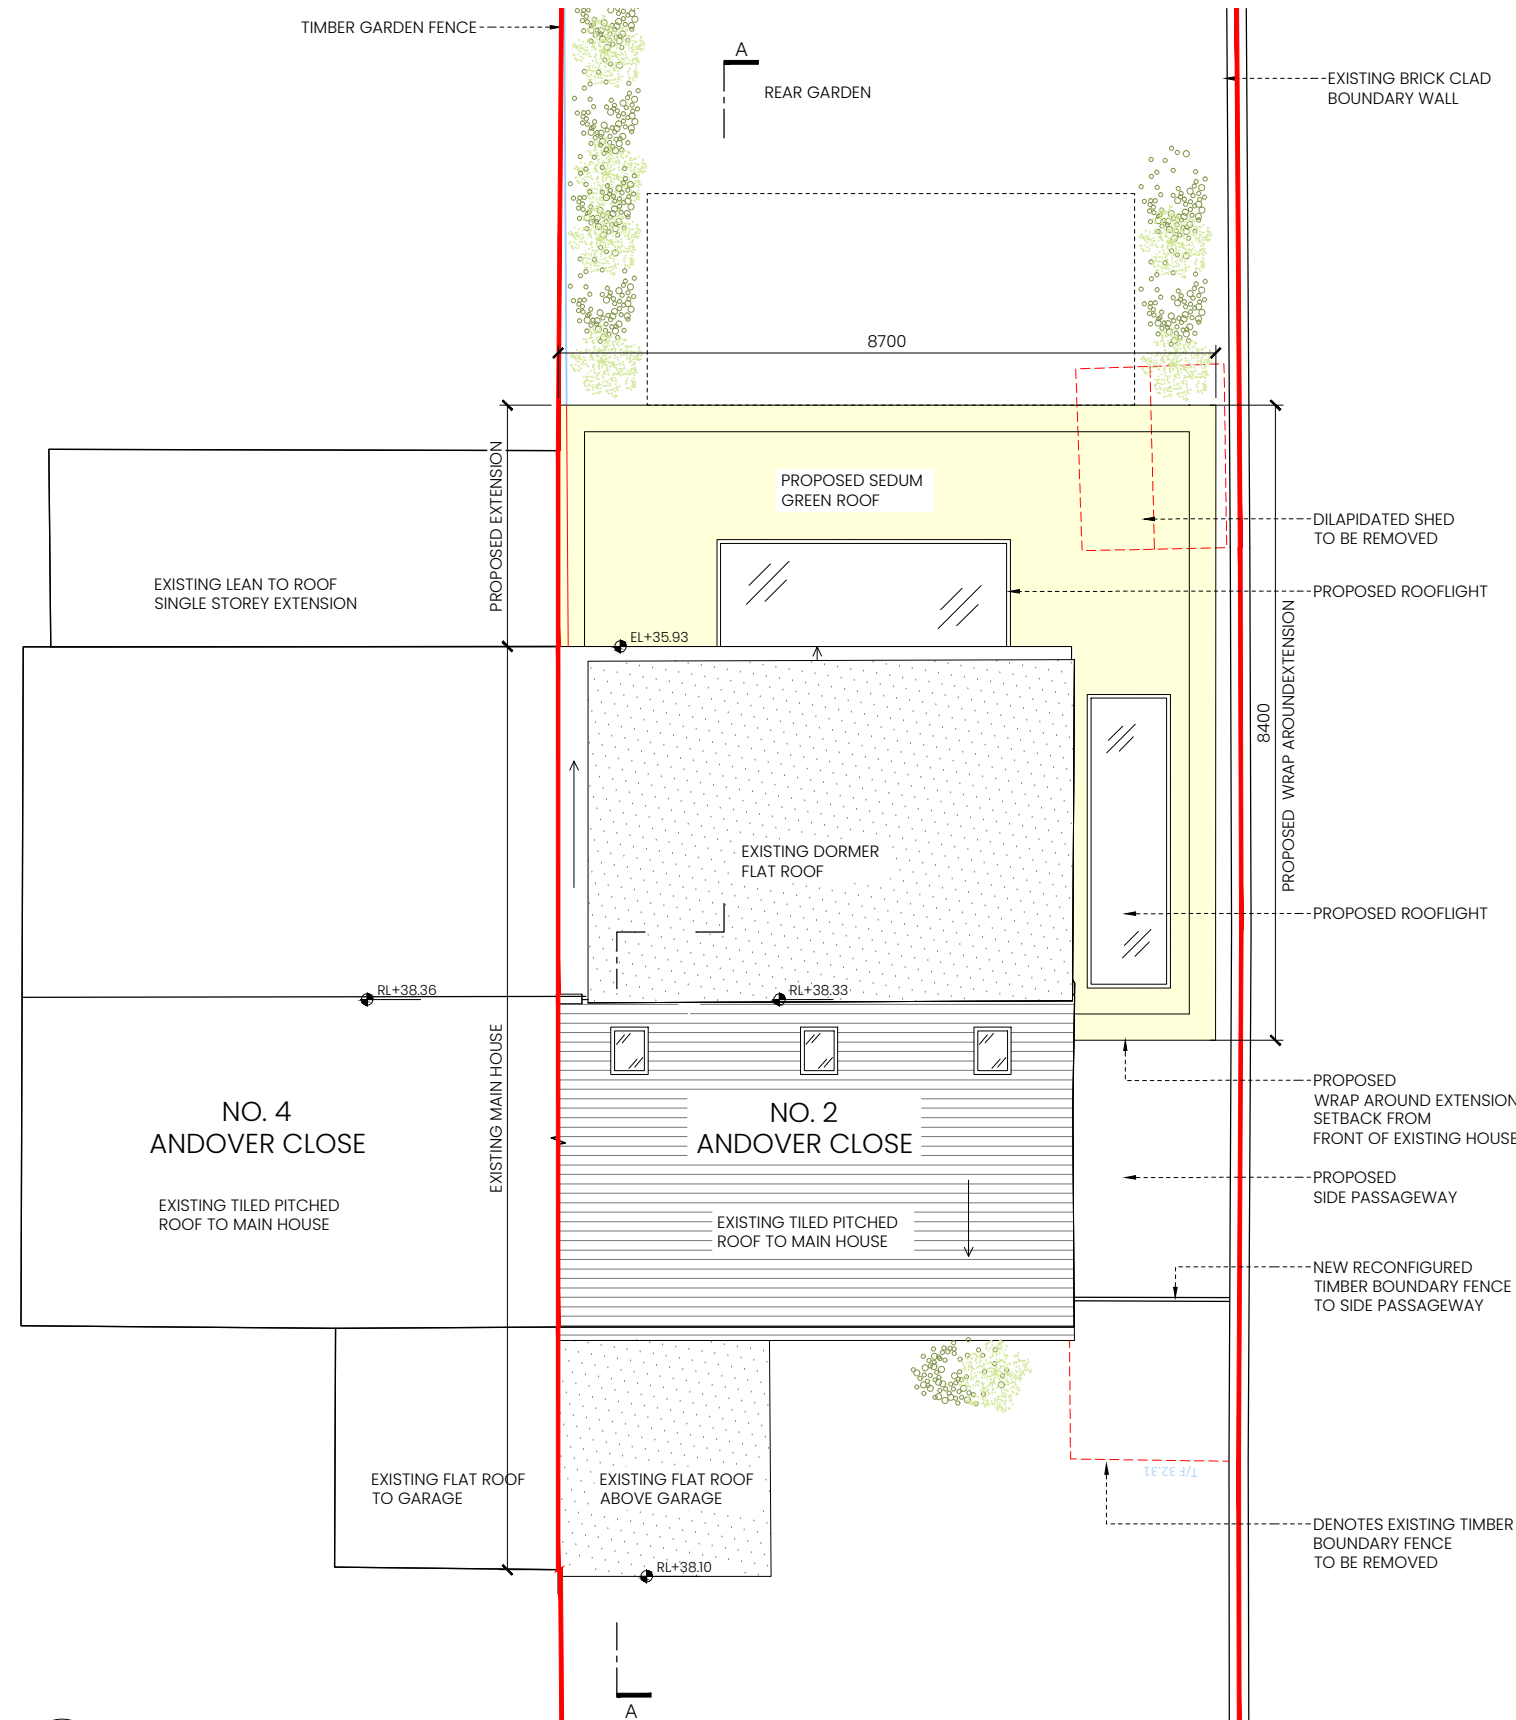 TIMBER GARDEN FENCE
A
REAR GARDEN
EXISTING BRICK CLAD
BOUNDARY WALL
8700
PROPOSED EXTENSION
PROPOSED SEDUM
GREEN ROOF
DILAPIDATED SHED
TO BE REMOVED
EXISTING LEAN TO ROOF
SINGLE STOREY EXTENSION
PROPOSED ROOFLIGHT
EL+35.93
8400
PROPOSED WRAP AROUNDEXTENSION
EXISTING DORMER
FLAT ROOF
PROPOSED ROOFLIGHT
RL+38.36
RL+38.33
EXISTING MAIN HOUSE
NO. 4
ANDOVER CLOSE
NO. 2
ANDOVER CLOSE
PROPOSED
WRAP AROUND EXTENSION
SETBACK FROM
FRONT OF EXISTING HOUSE
PROPOSED
SIDE PASSAGEWAY
EXISTING TILED PITCHED
ROOF TO MAIN HOUSE
EXISTING TILED PITCHED
ROOF TO MAIN HOUSE
NEW RECONFIGURED
TIMBER BOUNDARY FENCE
TO SIDE PASSAGEWAY
EXISTING FLAT ROOF
TO GARAGE
EXISTING FLAT ROOF
ABOVE GARAGE
T/F 32.31
DENOTES EXISTING TIMBER
BOUNDARY FENCE
TO BE REMOVED
RL+38.10
A